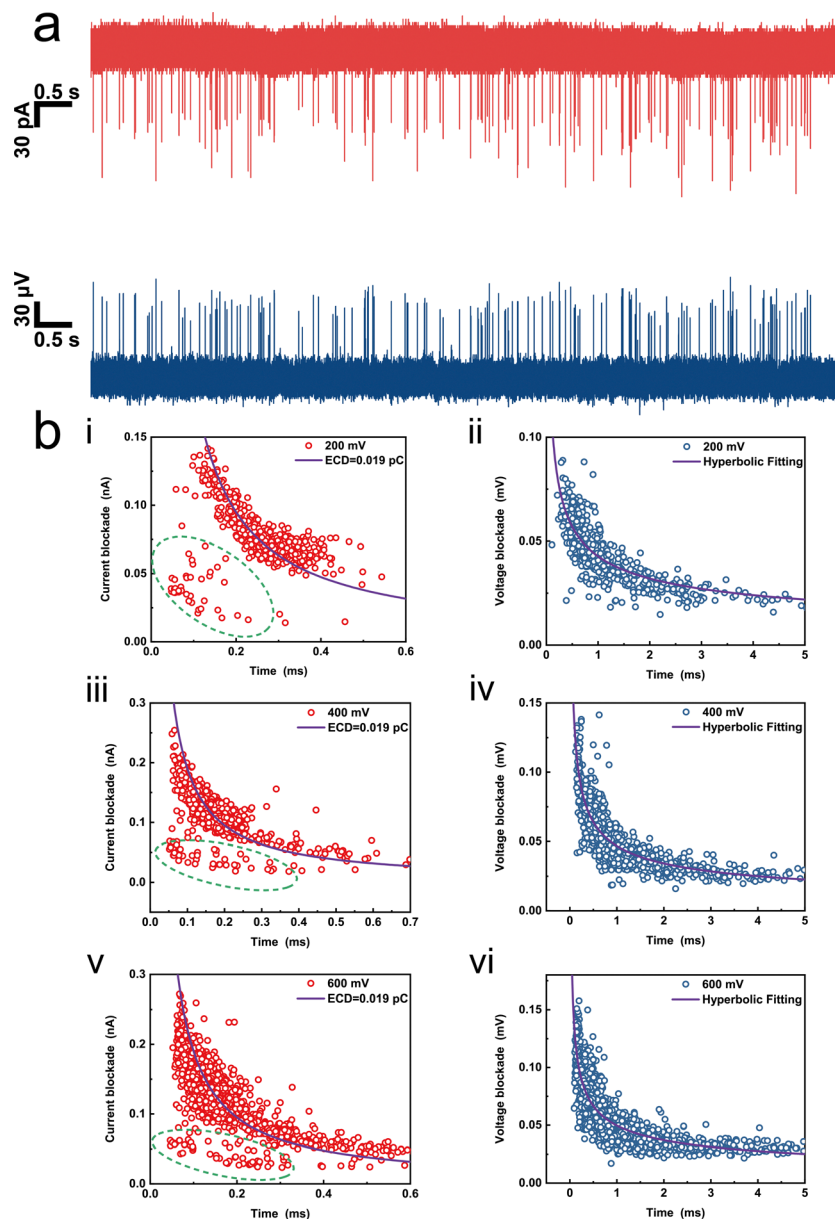 a
0.5 s
30 pA
30 µV
0.5 s
b
i
200 mV
ECD=0.019 pC
0.15
0.10
0.05
0.00
Current blockade (nA)
0.0 0.2 0.4 0.6
Time (ms)
ii
200 mV
Hyperbolic Fitting
0.10
0.05
0.00
Voltage blockade (mV)
0 1 2 3 4 5
Time (ms)
iii
400 mV
ECD=0.019 pC
0.3
0.2
0.1
0.0
Current blockade (nA)
0.0 0.1 0.2 0.3 0.4 0.5 0.6 0.7
Time (ms)
iv
400 mV
Hyperbolic Fitting
0.15
0.10
0.05
0.00
Voltage blockade (mV)
0 1 2 3 4 5
Time (ms)
v
600 mV
ECD=0.019 pC
0.3
0.2
0.1
0.0
Current blockade (nA)
0.0 0.2 0.4 0.6
Time (ms)
vi
600 mV
Hyperbolic Fitting
0.15
0.10
0.05
0.00
Voltage blockade (mV)
0 1 2 3 4 5
Time (ms)